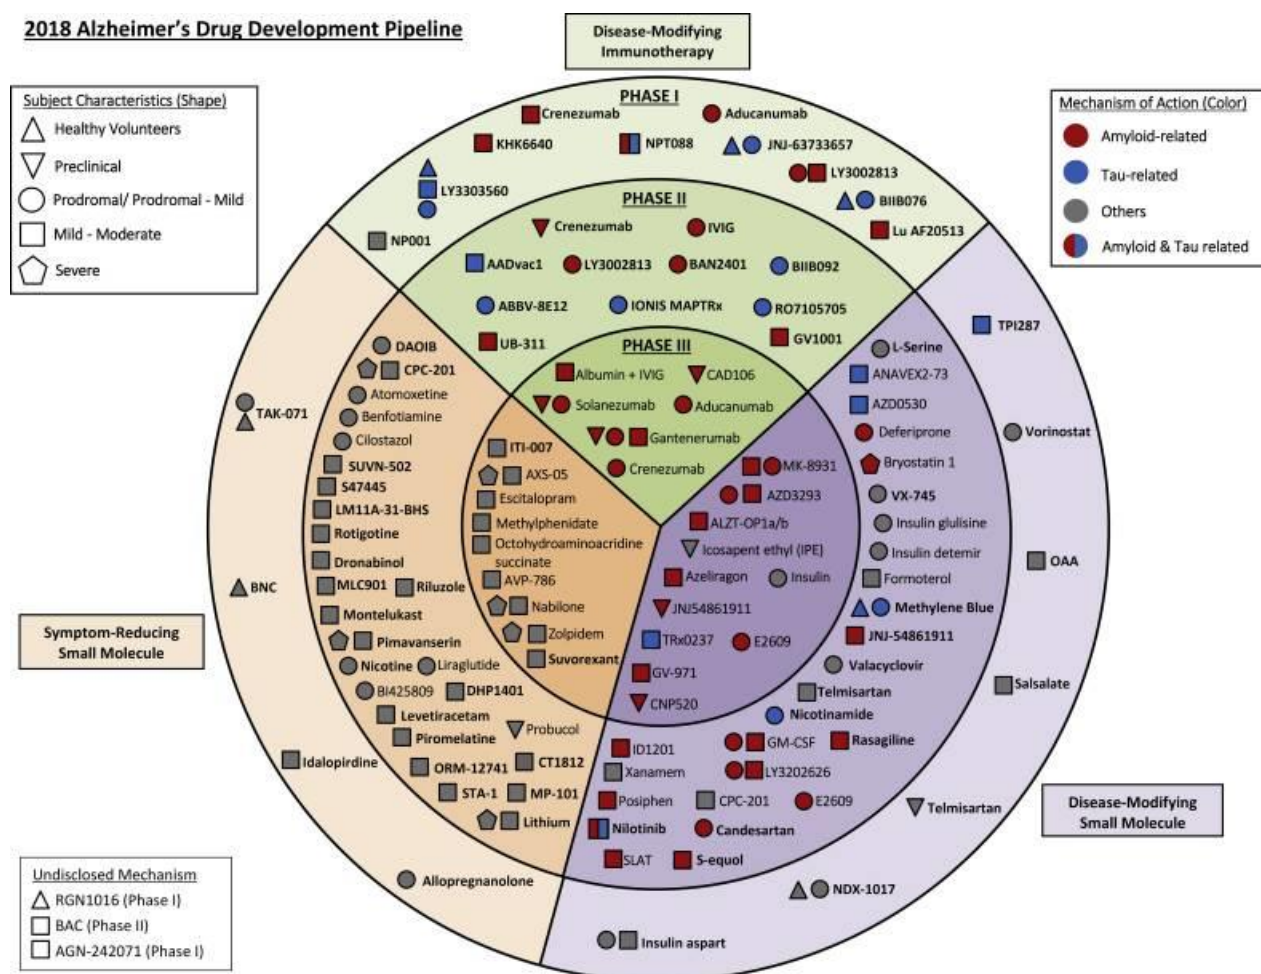 2018 Alzheimer's Drug Development Pipeline
Disease-Modifying
Immunotherapy
Subject Characteristics (Shape)
Healthy Volunteers
Preclinical
Prodromal/ Prodromal - Mild
Mild - Moderate
Severe
Mechanism of Action (Color)
Amyloid-related
Tau-related
Others
Amyloid & Tau related
PHASE I
Crenezumab
Aducanumab
KHK6640
NPT088
JNJ-63733657
LY3002813
LY3303560
BIIB076
Lu AF20513
NP001
PHASE II
Crenezumab
IVIG
AADvac1
LY3002813
BAN2401
BIIB092
ABBV-8E12
IONIS MAPTRx
RO7105705
UB-311
GV1001
PHASE III
Albumin + IVIG
CAD106
Solanezumab
Aducanumab
Gantenerumab
Crenezumab
TAK-071
BNC
Idalopirdine
Allopregnanolone
Symptom-Reducing
Small Molecule
DAOIB
CPC-201
Atomoxetine
Benfotiamine
Cilostazol
SUVN-502
S47445
LM11A-31-BHS
Rotigotine
Dronabinol
MLC901
Riluzole
Montelukast
Pimavanserin
Nicotine
Liraglutide
BI425809
DHP1401
Levetiracetam
Probucol
Piromelatine
ORM-12741
CT1812
STA-1
MP-101
Lithium
ITI-007
AXS-05
Escitalopram
Methylphenidate
Octohydroaminoacridine
succinate
AVP-786
Nabilone
Zolpidem
Suvorexant
MK-8931
AZD3293
ALZT-OP1a/b
Icosapent ethyl (IPE)
Azeliragon
Insulin
JNJ54861911
TRx0237
E2609
GV-971
CNP520
L-Serine
ANAVEX2-73
AZD0530
Deferiprone
Bryostatin 1
VX-745
Insulin glulisine
Insulin detemir
Formoterol
Methylene Blue
JNJ-54861911
Valacyclovir
Telmisartan
Nicotinamide
ID1201
GM-CSF
Rasagiline
Xanamem
LY3202626
Posiphen
CPC-201
E2609
Nilotinib
Candesartan
SLAT
S-equol
TPI287
Vorinostat
OAA
Salsalate
Telmisartan
NDX-1017
Insulin aspart
Disease-Modifying
Small Molecule
Undisclosed Mechanism
RGN1016 (Phase I)
BAC (Phase II)
AGN-242071 (Phase I)